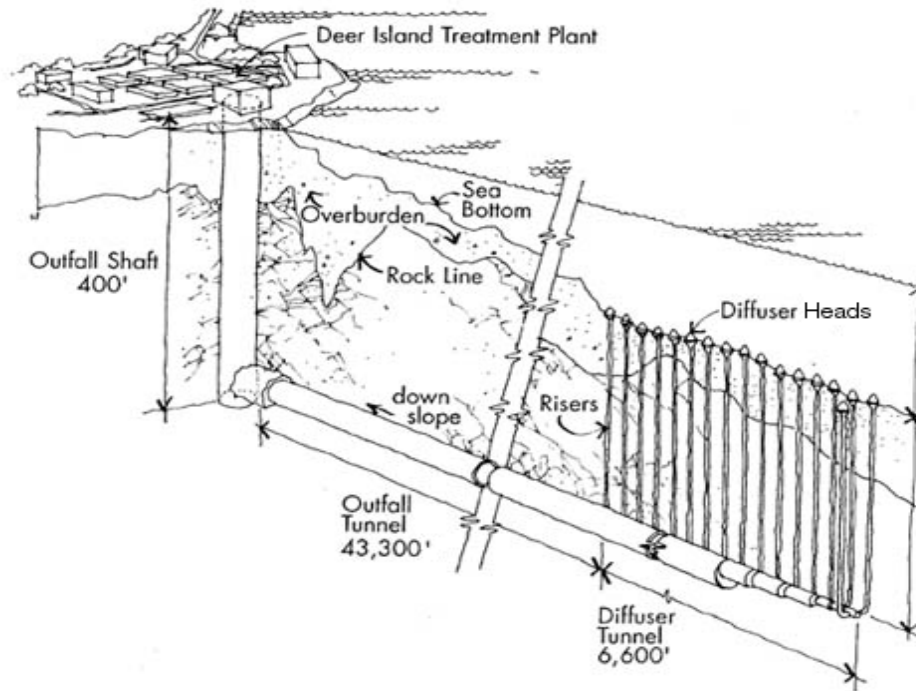 Deer Island Treatment Plant
Sea
Bottom
Overburden
Outfall Shaft
400'
Rock Line
Diffuser Heads
down
slope
Risers
Outfall
Tunnel
43,300'
Diffuser
Tunnel
6,600'